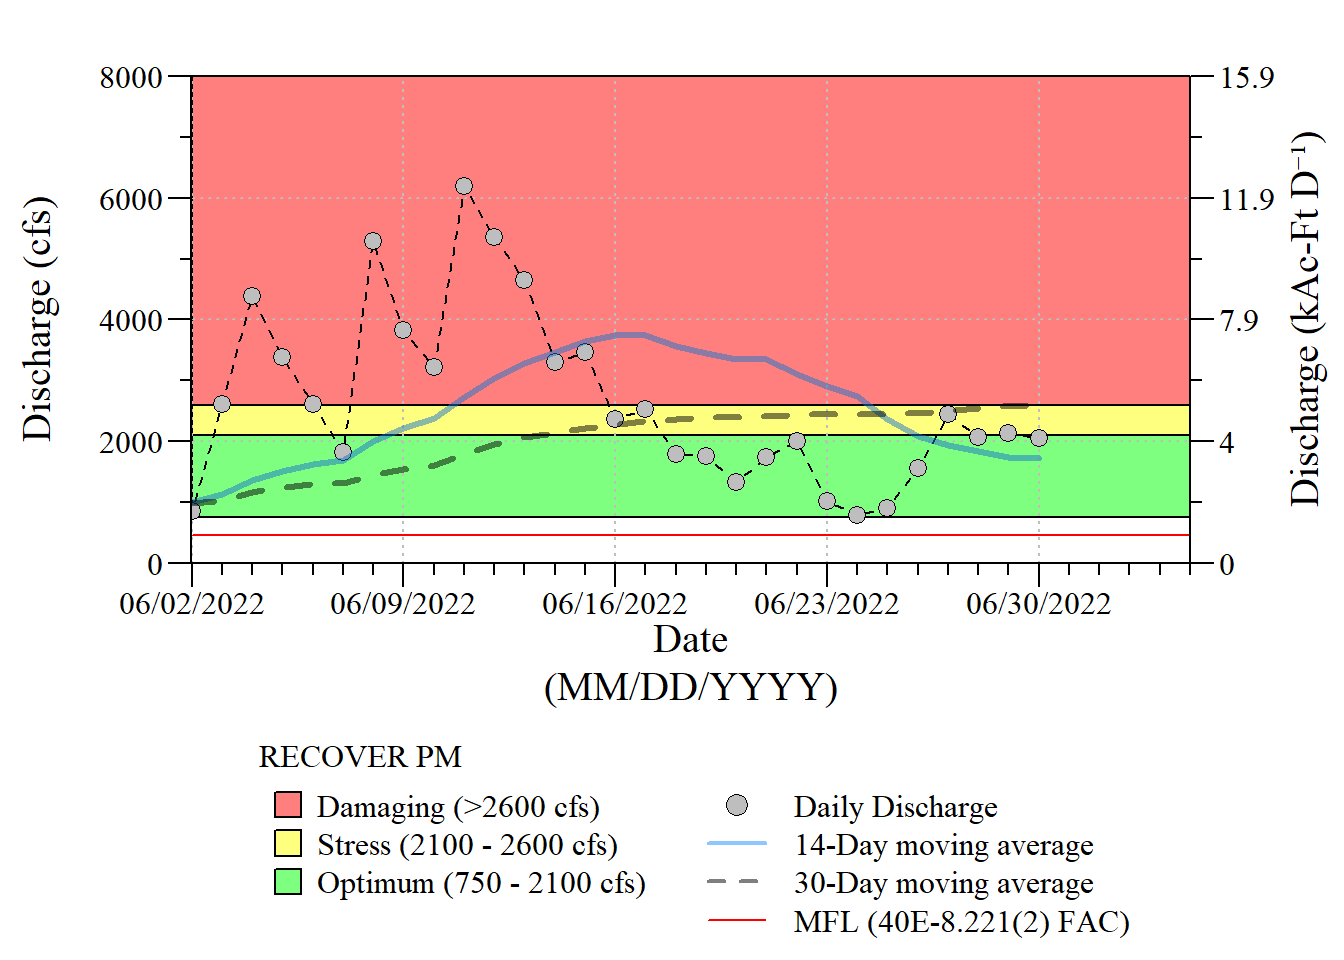 8000
6000
4000
2000
0
Discharge (cfs)
15.9
11.9
7.9
4
0
Discharge (kAc-Ft D⁻¹)
06/02/2022 06/09/2022 06/16/2022 06/23/2022 06/30/2022
Date
(MM/DD/YYYY)
RECOVER PM
Damaging (>2600 cfs)
Stress (2100 - 2600 cfs)
Optimum (750 - 2100 cfs)
Daily Discharge
14-Day moving average
30-Day moving average
MFL (40E-8.221(2) FAC)